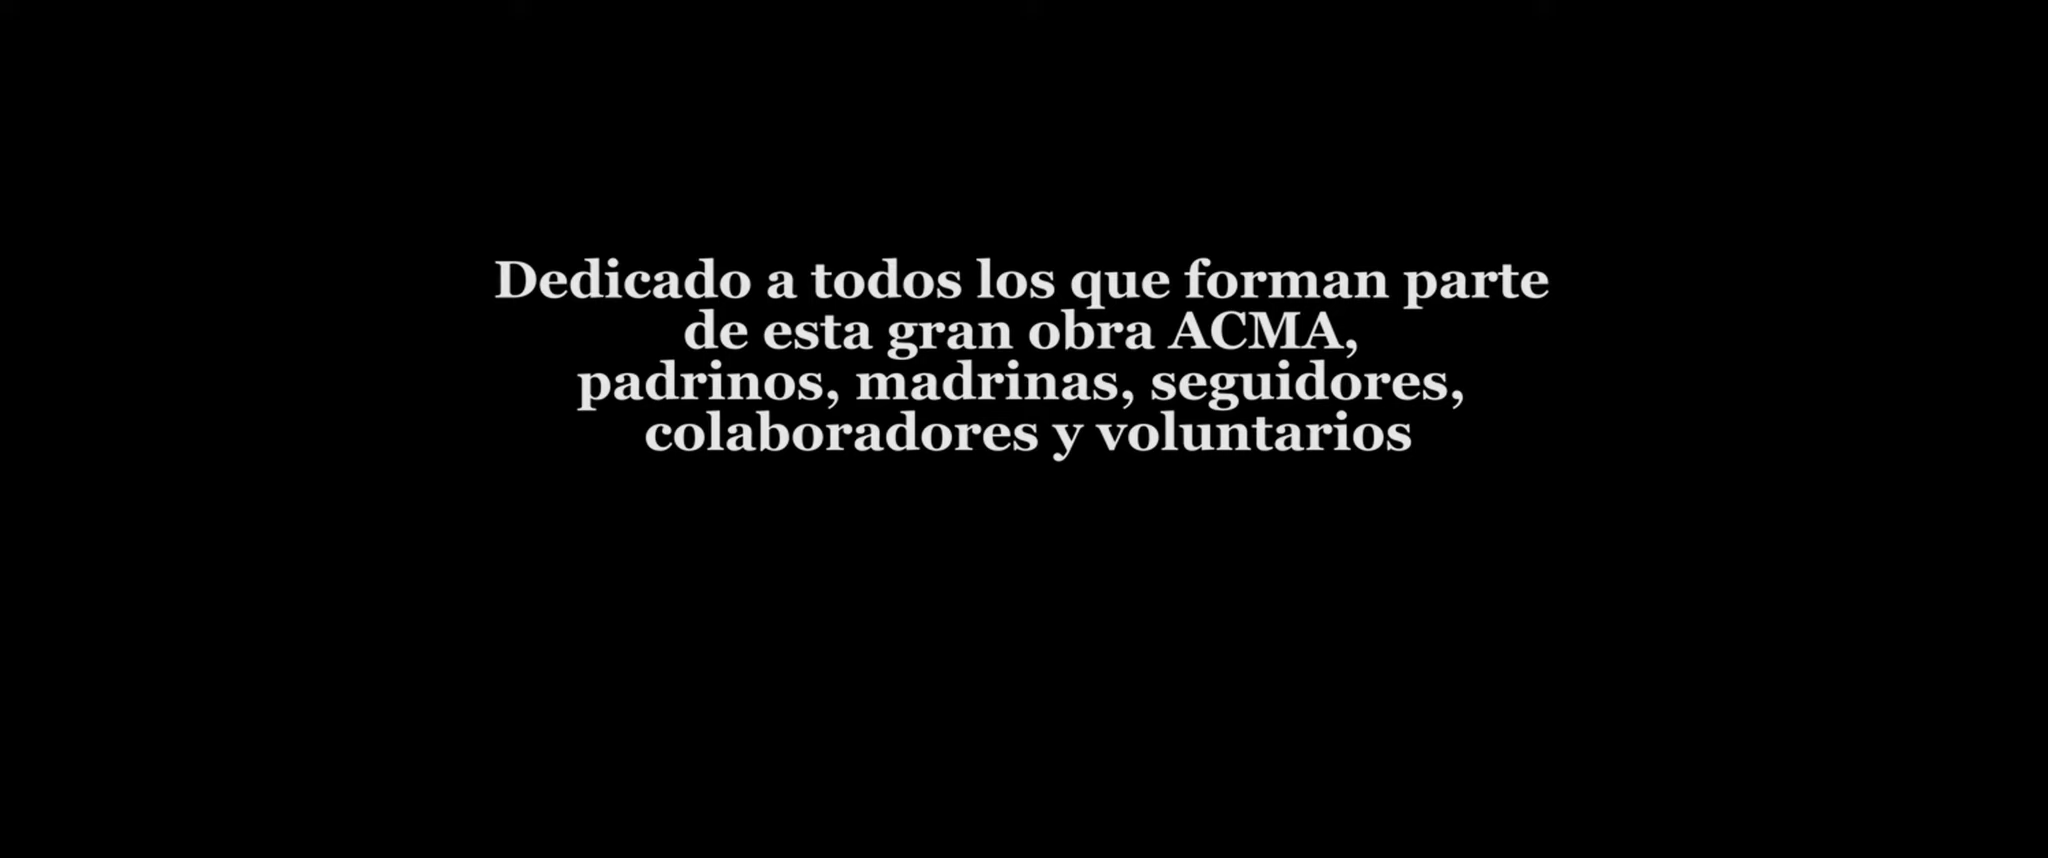 Dedicado a todos los que forman parte
de esta gran obra ACMA,
padrinos, madrinas, seguidores,
colaboradores y voluntarios